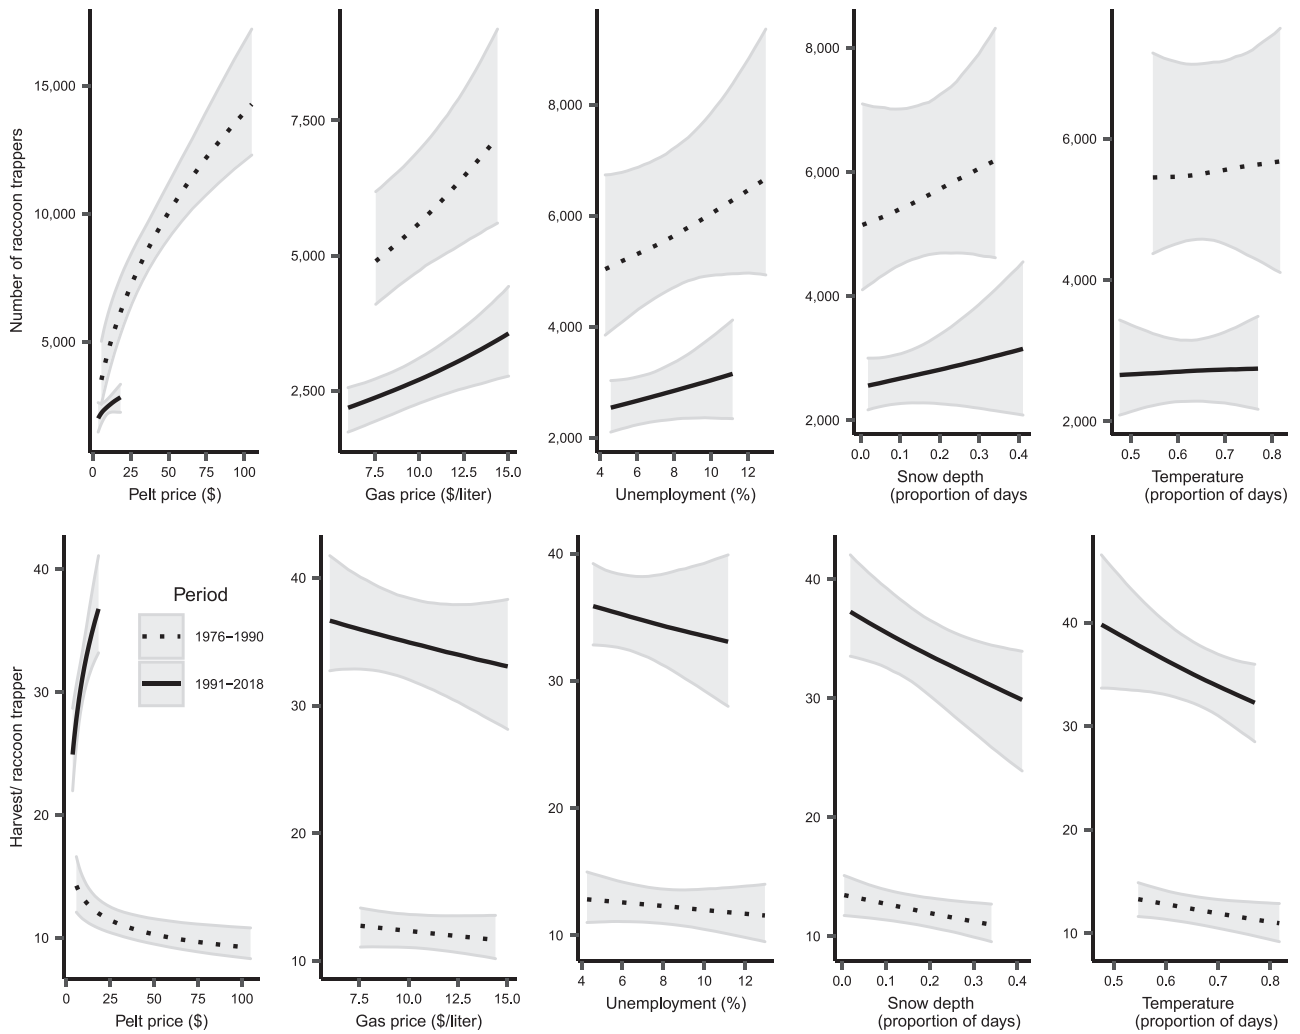 Number of raccoon trappers
15,000
10,000
5,000
0 25 50 75 100
Pelt price ($)
7,500
5,000
2,500
7.5 10.0 12.5 15.0
Gas price ($/liter)
8,000
6,000
4,000
2,000
4 6 8 10 12
Unemployment (%)
8,000
6,000
4,000
2,000
0.0 0.1 0.2 0.3 0.4
Snow depth
(proportion of days
6,000
4,000
2,000
0.5 0.6 0.7 0.8
Temperature
(proportion of days)
Harvest/ raccoon trapper
40
30
20
10
0 25 50 75 100
Pelt price ($)
Period
1976–1990
1991–2018
40
30
20
10
7.5 10.0 12.5 15.0
Gas price ($/liter)
40
30
20
10
4 6 8 10 12
Unemployment (%)
40
30
20
10
0.0 0.1 0.2 0.3 0.4
Snow depth
(proportion of days)
40
30
20
10
0.5 0.6 0.7 0.8
Temperature
(proportion of days)